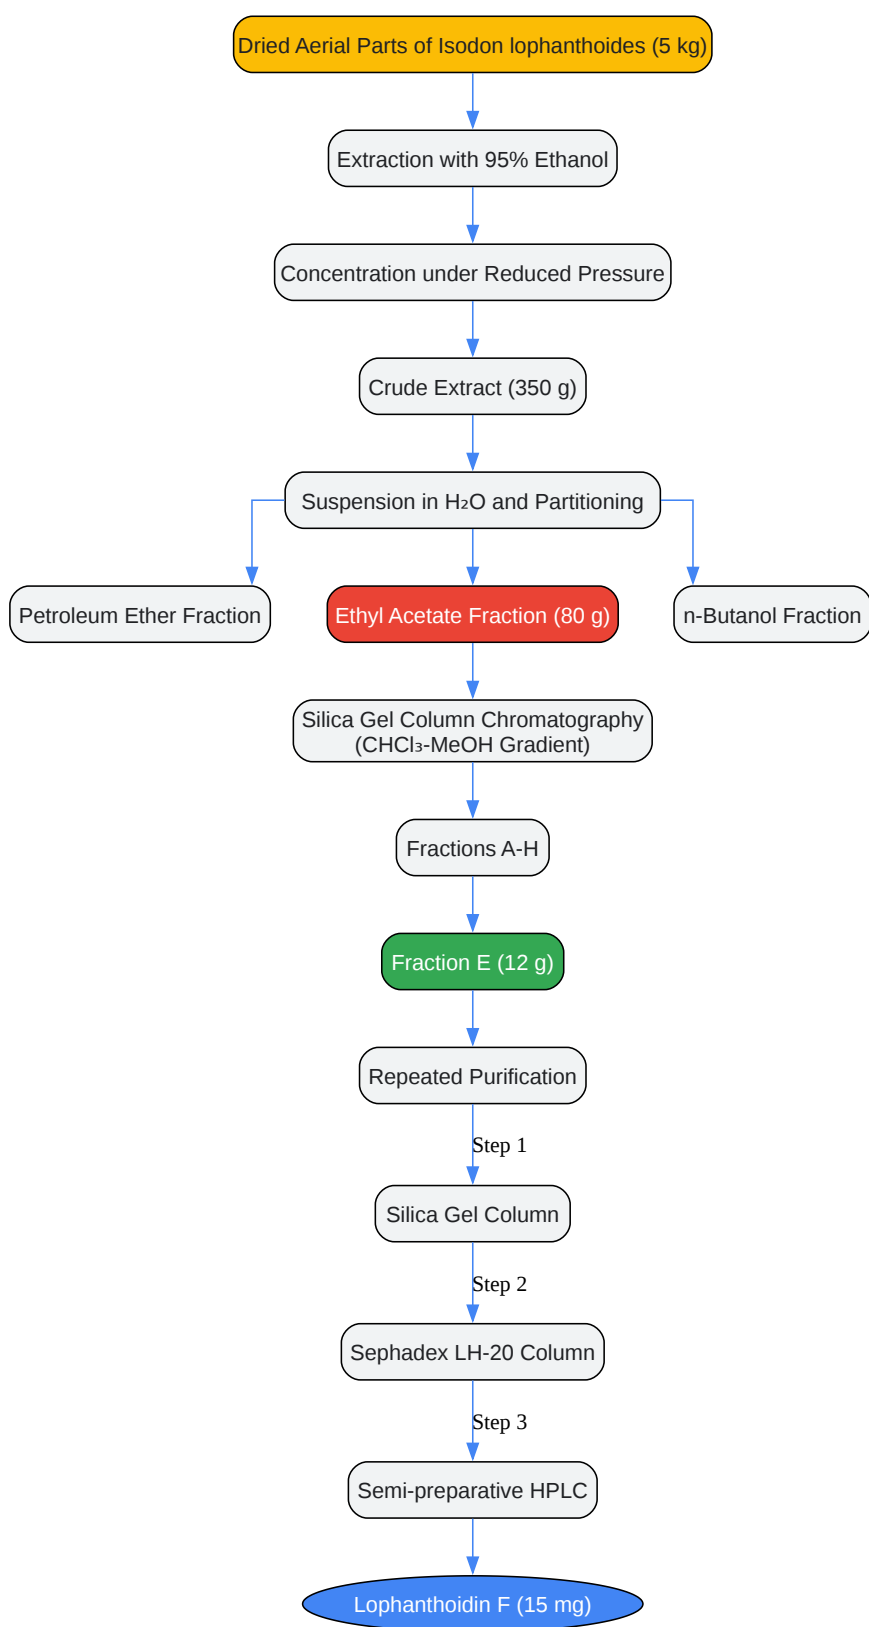 Dried Aerial Parts of Isodon lophanthoides (5 kg)
Extraction with 95% Ethanol
Concentration under Reduced Pressure
Crude Extract (350 g)
Suspension in H₂O and Partitioning
Petroleum Ether Fraction
Ethyl Acetate Fraction (80 g)
n-Butanol Fraction
Silica Gel Column Chromatography
(CHCl₃-MeOH Gradient)
Fractions A-H
Fraction E (12 g)
Repeated Purification
Step 1
Silica Gel Column
Step 2
Sephadex LH-20 Column
Step 3
Semi-preparative HPLC
Lophanthoidin F (15 mg)